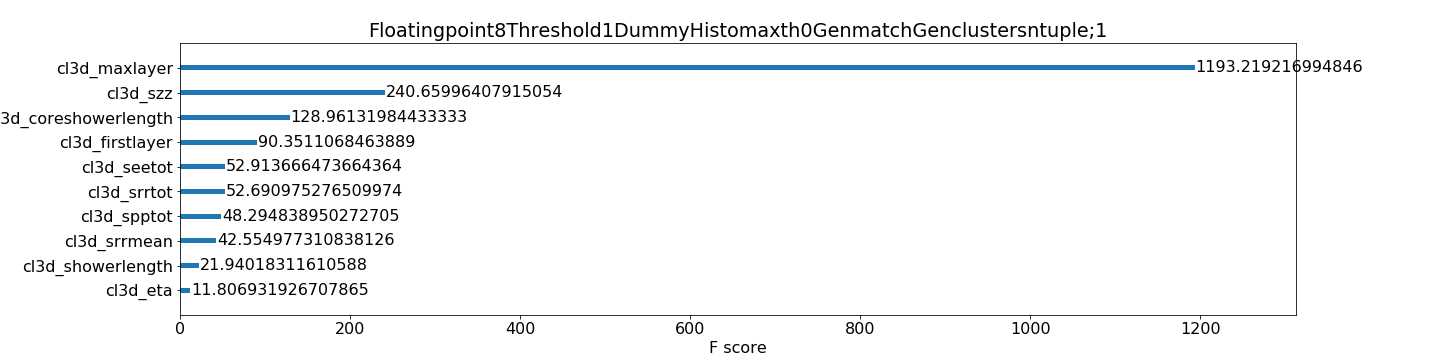 Floatingpoint8Threshold1DummyHistomaxth0GenmatchGenclustersntuple;1
cl3d_maxlayer 1193.219216994846
cl3d_szz 240.65996407915054
3d_coreshowerlength 128.96131984433333
cl3d_firstlayer 90.3511068463889
cl3d_seetot 52.913666473664364
cl3d_srrtot 52.690975276509974
cl3d_spptot 48.294838950272705
cl3d_srrmean 42.554977310838126
cl3d_showerlength 21.94018311610588
cl3d_eta 11.806931926707865
0 200 400 600 800 1000 1200
F score